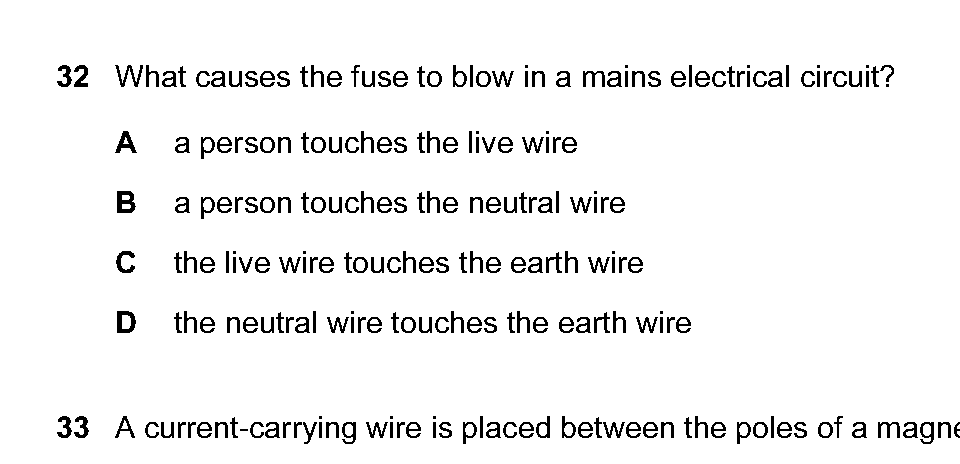 32 What causes the fuse to blow in a mains electrical circuit?
A a person touches the live wire
B a person touches the neutral wire
C the live wire touches the earth wire
D the neutral wire touches the earth wire
33 A current-carrying wire is placed between the poles of a magne